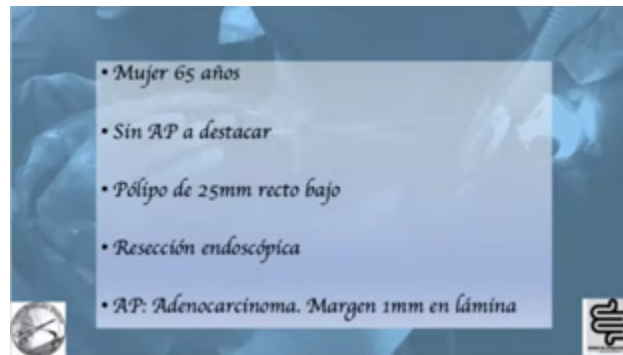 • Mujer 65 años
• Sin AP a destacar
• Pólipo de 25mm recto bajo
• Resección endoscópica
• AP: Adenocarcinoma. Margen 1mm en lámina